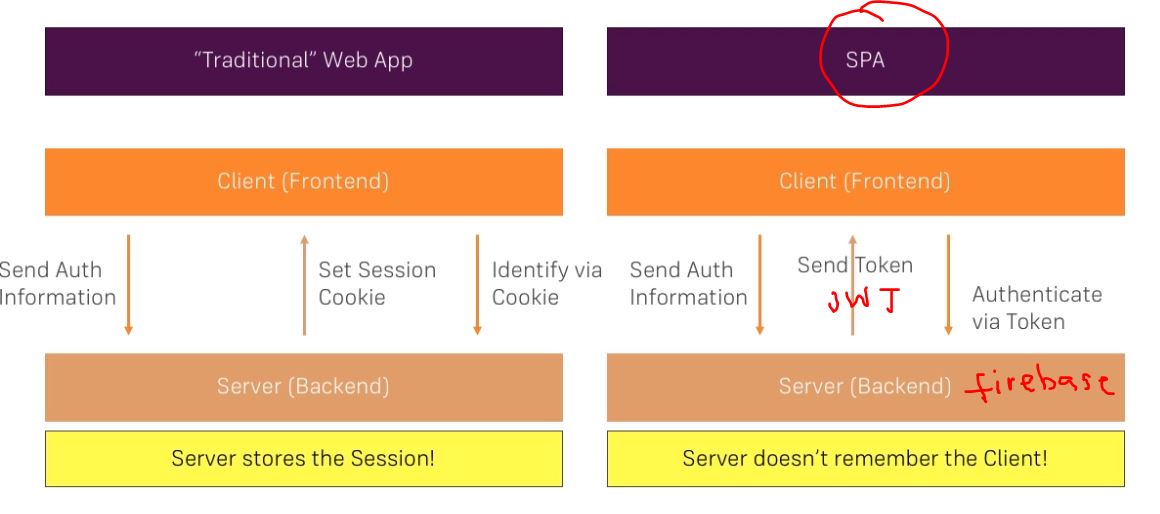 “Traditional” Web App
SPA
Client (Frontend)
Client (Frontend)
Send Auth
Information
Set Session
Cookie
Identify via
Cookie
Send Auth
Information
Send Token
JWT
Authenticate
via Token
Server (Backend)
Server (Backend)
firebase
Server stores the Session!
Server doesn’t remember the Client!